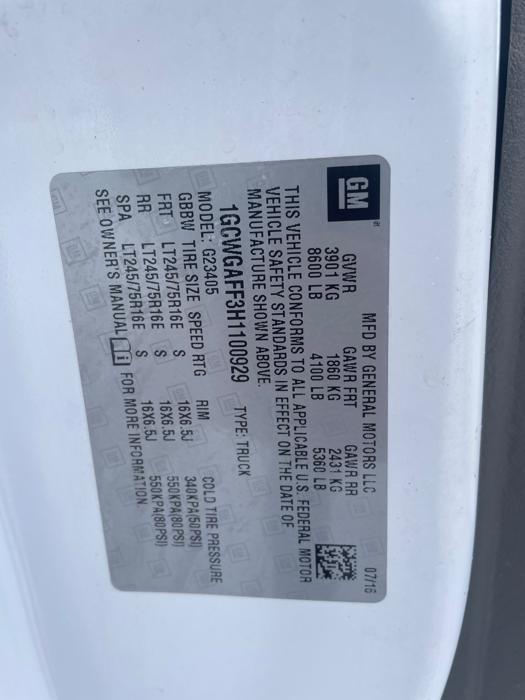 GM
MFD BY GENERAL MOTORS LLC 07/16
GVWR GAWR FRT GAWR RR
3901 KG 1860 KG 2431 KG
8600 LB 4100 LB 5360 LB
THIS VEHICLE CONFORMS TO ALL APPLICABLE U.S. FEDERAL MOTOR
VEHICLE SAFETY STANDARDS IN EFFECT ON THE DATE OF
MANUFACTURE SHOWN ABOVE.
1GCWGAFF3H1100929 TYPE: TRUCK
MODEL: G23405
GBBW TIRE SIZE SPEED RTG RIM COLD TIRE PRESSURE
FRT LT245/75R16E S 16X6.5J 340KPA(50PSI)
RR LT245/75R16E S 16X6.5J 550KPA(80PSI)
SPA LT245/75R16E S 16X6.5J 550KPA(80PSI)
SEE OWNER'S MANUAL FOR MORE INFORMATION.